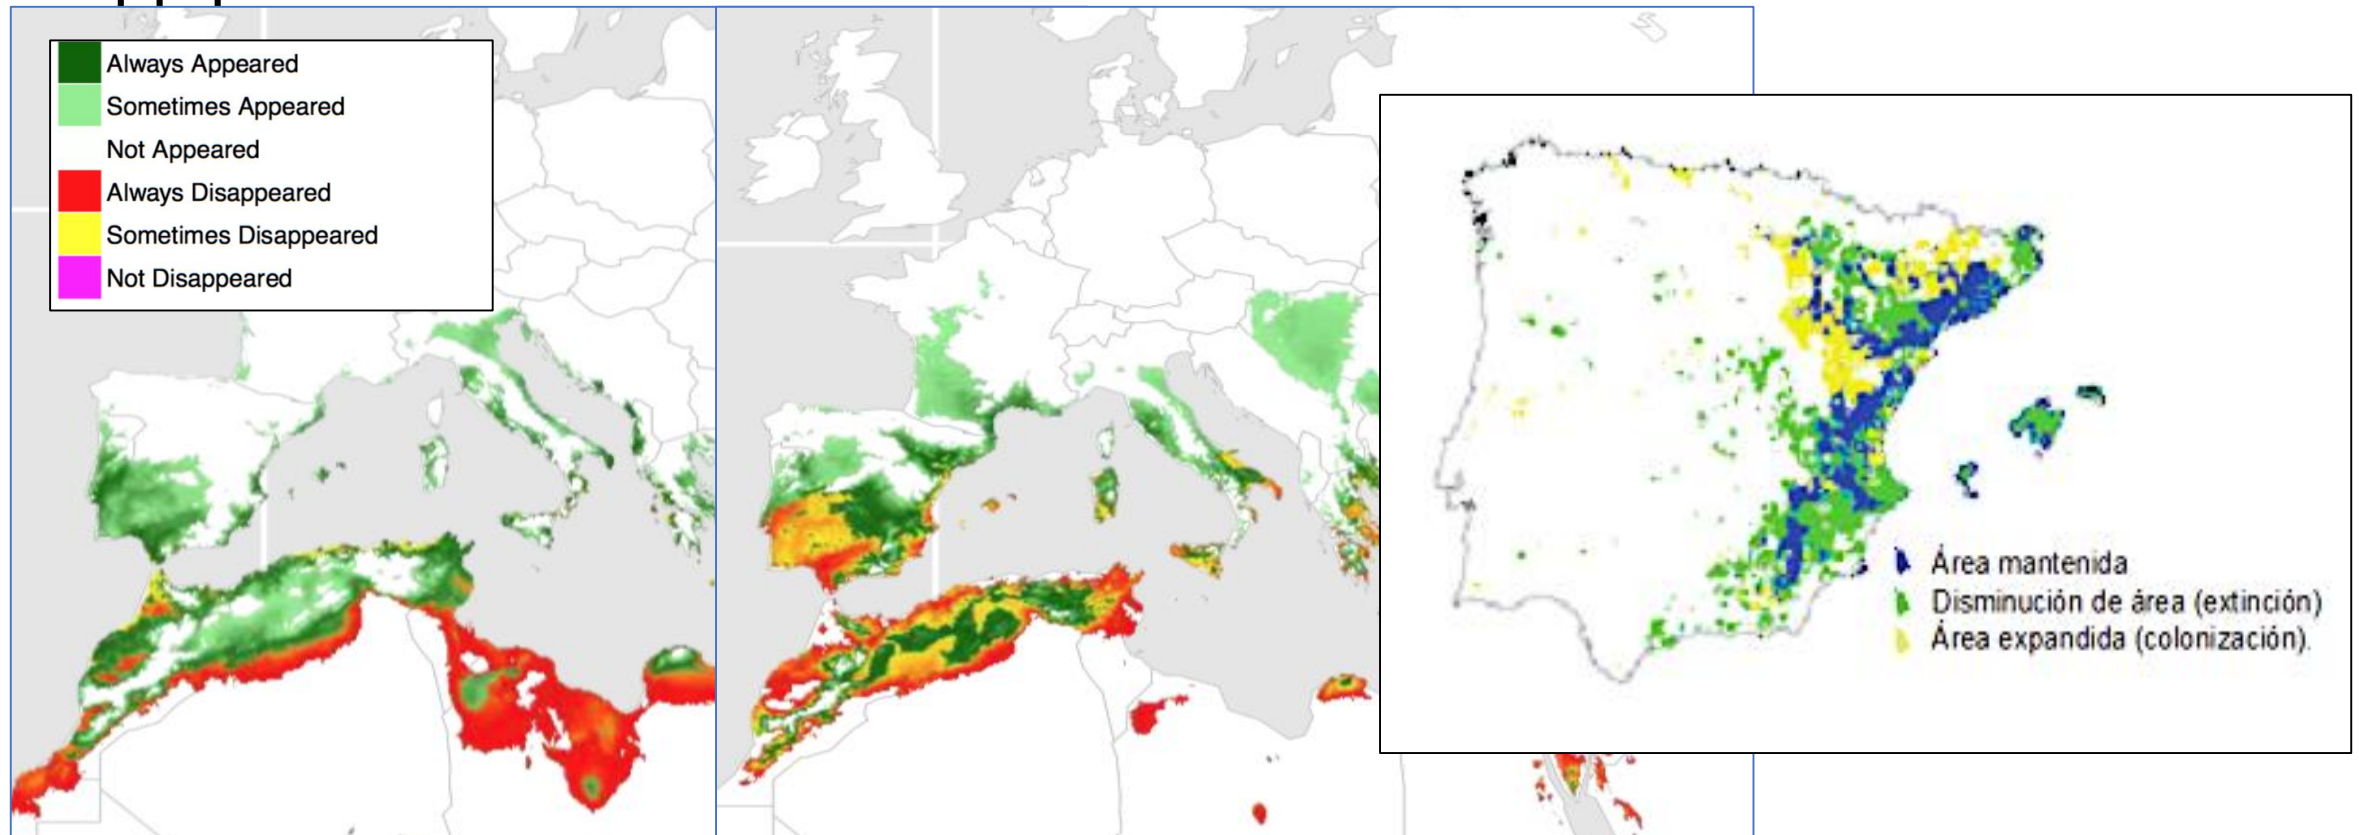 Always Appeared
Sometimes Appeared
Not Appeared
Always Disappeared
Sometimes Disappeared
Not Disappeared
Área mantenida
Disminución de área (extinción)
Área expandida (colonización).